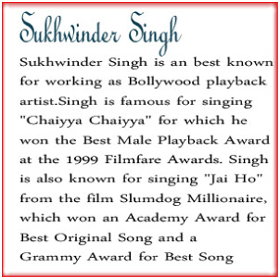 Sukhwinder Singh
Sukhwinder Singh is an best known
for working as Bollywood playback
artist.Singh is famous for singing
"Chaiyya Chaiyya" for which he
won the Best Male Playback Award
at the 1999 Filmfare Awards. Singh
is also known for singing "Jai Ho"
from the film Slumdog Millionaire,
which won an Academy Award for
Best Original Song and a
Grammy Award for Best Song